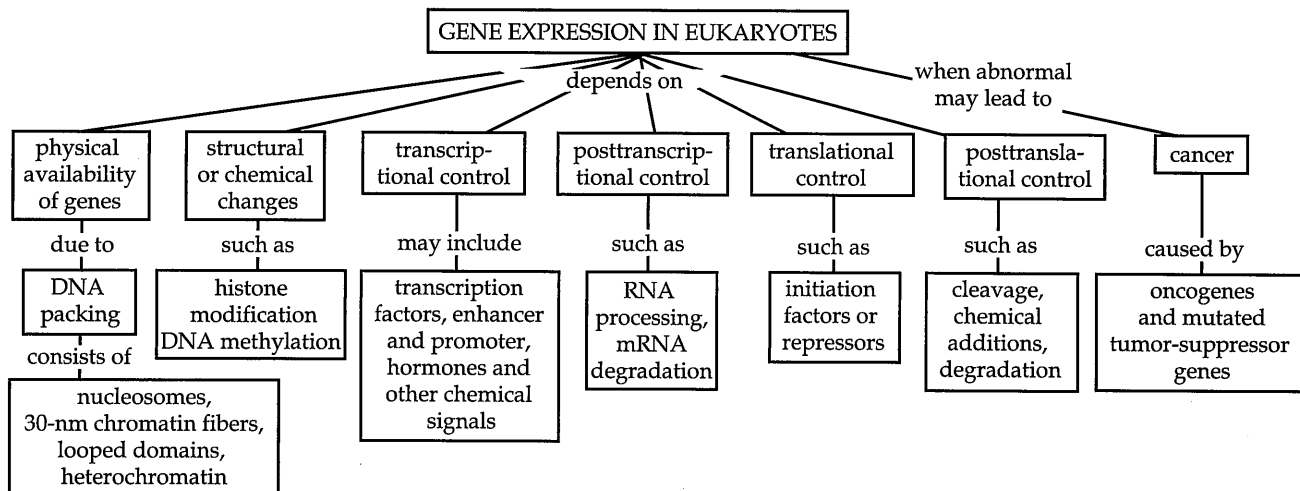 GENE EXPRESSION IN EUKARYOTES
depends on
when abnormal
may lead to
physical
availability
of genes
due to
DNA
packing
consists of
nucleosomes,
30-nm chromatin fibers,
looped domains,
heterochromatin
structural
or chemical
changes
such as
histone
modification
DNA methylation
transcrip-
tional control
may include
transcription
factors, enhancer
and promoter,
hormones and
other chemical
signals
posttranscrip-
tional control
such as
RNA
processing,
mRNA
degradation
translational
control
such as
initiation
factors or
repressors
posttransla-
tional control
such as
cleavage,
chemical
additions,
degradation
cancer
caused by
oncogenes
and mutated
tumor-suppressor
genes